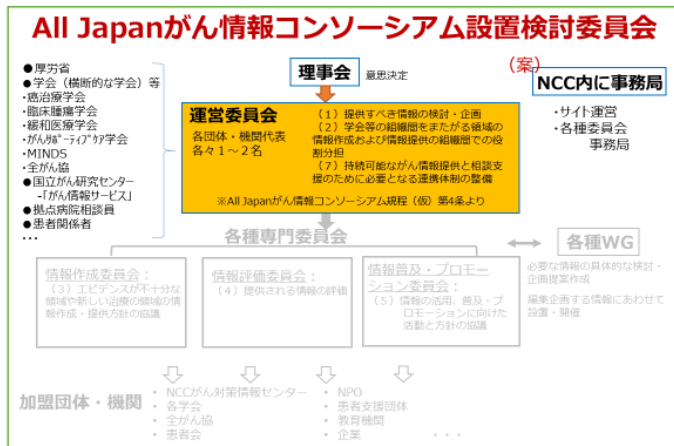 All Japanがん情報コンソーシアム設置検討委員会
(案)
●厚労省
●学会（横断的な学会）等
・癌治療学会
・臨床腫瘍学会
・緩和医療学会
・がんｻﾎﾟｰﾃｨﾌﾞｹｱ学会
・MINDS
・全がん協
●国立がん研究センター
-「がん情報サービス」
●拠点病院相談員
●患者関係者
・・・
理事会
意思決定
運営委員会
各団体・機関代表
各々１～２名
（１）提供すべき情報の検討・企画
（２）学会等の組織間をまたがる領域の
情報作成および情報提供の組織間での役
割分担
（７）持続可能ながん情報提供と相談支
援のために必要となる連携体制の整備
※All Japanがん情報コンソーシアム規程（仮）第4条より
NCC内に事務局
・サイト運営
・各種委員会
事務局
各種専門委員会
情報作成委員会：
（３）エビデンスが不十分な
領域や新しい治療の領域の情
報作成・提供方針の協議
情報評価委員会：
（４）提供される情報の評価
情報普及・プロモー
ション委員会：
（５）情報の活用、普及・プ
ロモーションに向けた
活動と方針の協議
各種WG
必要な情報の具体的な検討・
企画提案作成
編集企画する情報にあわせて
設置・開催
加盟団体・機関
・ NCCがん対策情報センター
・ 各学会
・ 全がん協
・ 患者会
・ NPO
・ 患者支援団体
・ 教育機関
・ 企業
・・・